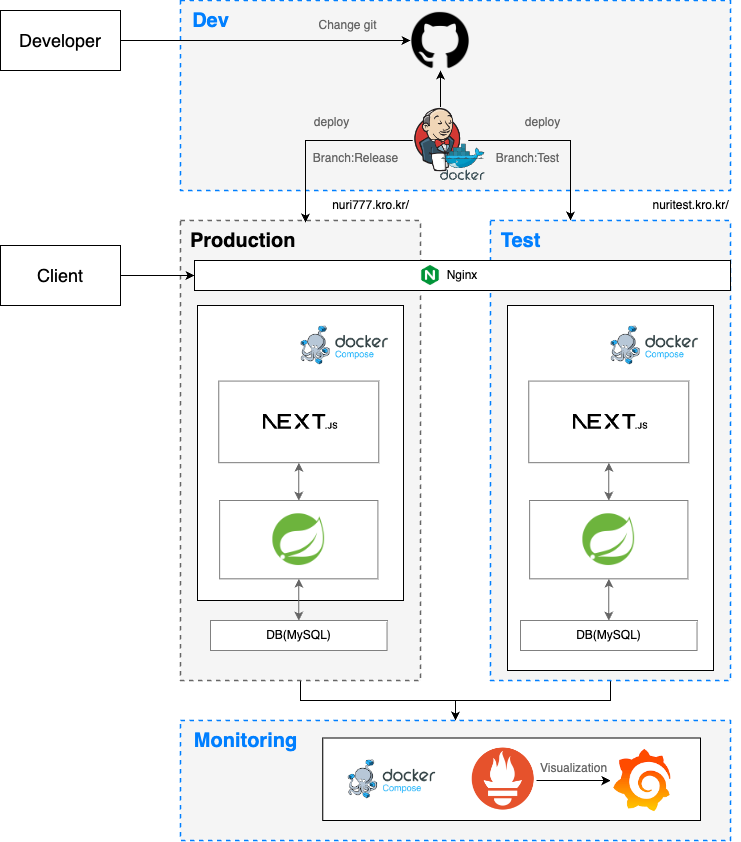 Developer
Dev
Change git
deploy
deploy
Branch:Release
Branch:Test
docker
nuri777.kro.kr/
nuritest.kro.kr/
Production
Test
Client
Nginx
docker
Compose
docker
Compose
NEXT.JS
NEXT.JS
DB(MySQL)
DB(MySQL)
Monitoring
docker
Compose
Visualization